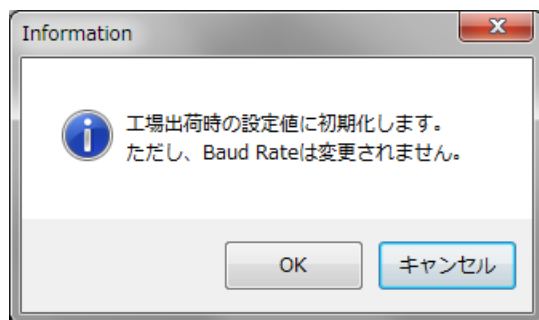 Information
工場出荷時の設定値に初期化します。
ただし、Baud Rateは変更されません。
OK
キャンセル